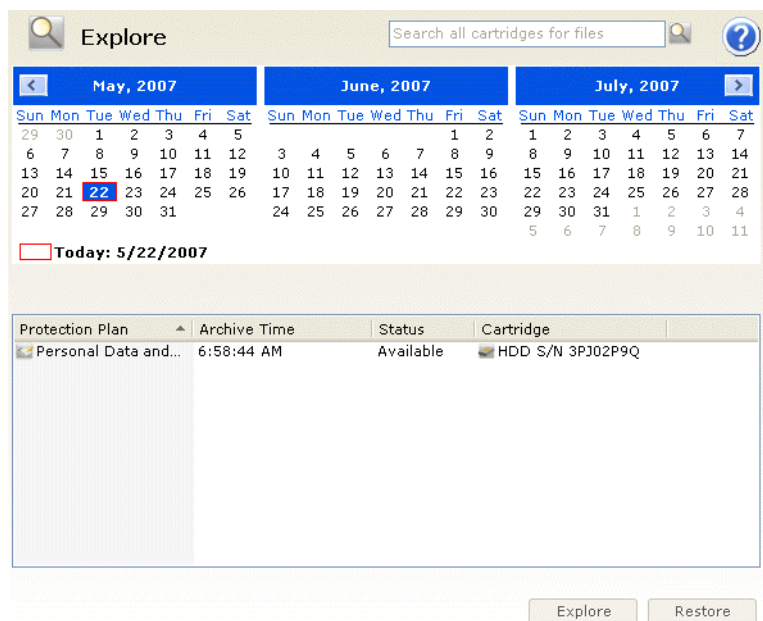 Explore
Search all cartridges for files
May, 2007 June, 2007 July, 2007
Sun Mon Tue Wed Thu Fri Sat Sun Mon Tue Wed Thu Fri Sat Sun Mon Tue Wed Thu Fri Sat
29 30 1 2 3 4 5 1 2 1 2 3 4 5 6 7
6 7 8 9 10 11 12 3 4 5 6 7 8 9 8 9 10 11 12 13 14
13 14 15 16 17 18 19 10 11 12 13 14 15 16 15 16 17 18 19 20 21
20 21 22 23 24 25 26 17 18 19 20 21 22 23 22 23 24 25 26 27 28
27 28 29 30 31 24 25 26 27 28 29 30 29 30 31 1 2 3 4
5 6 7 8 9 10 11
Today: 5/22/2007
Protection Plan Archive Time Status Cartridge
Personal Data and... 6:58:44 AM Available HDD S/N 3PJ02P9Q
Explore Restore